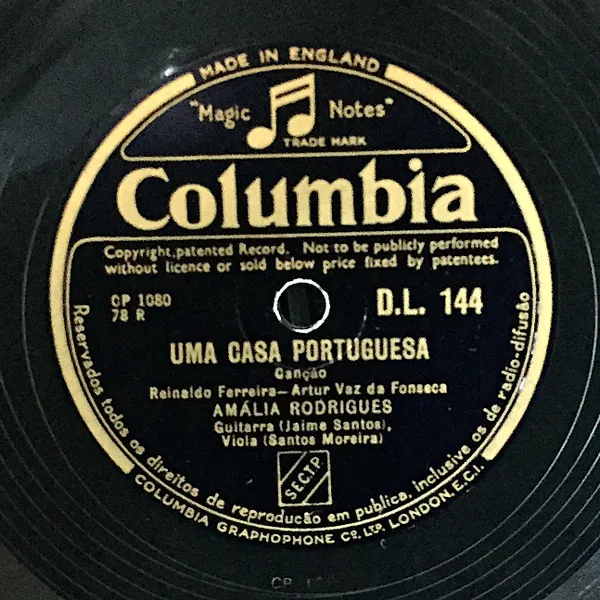 MADE IN ENGLAND
"Magic Notes"
TRADE MARK
Columbia
Copyright, patented Record. Not to be publicly performed
without licence or sold below price fixed by patentees.
CP 1080
78 R
D.L. 144
UMA CASA PORTUGUESA
Canção
Reinaldo Ferreira—Artur Vaz da Fonseca
AMÁLIA RODRIGUES
Guitarra (Jaime Santos),
Viola (Santos Moreira)
SECTP
Reservados todos os direitos de reprodução em publica, inclusive os de radio-difusão
COLUMBIA GRAPHOPHONE CO. LTD. LONDON, E.C.1.
CP